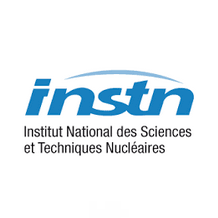 instn
Institut National des Sciences
et Techniques Nucléaires